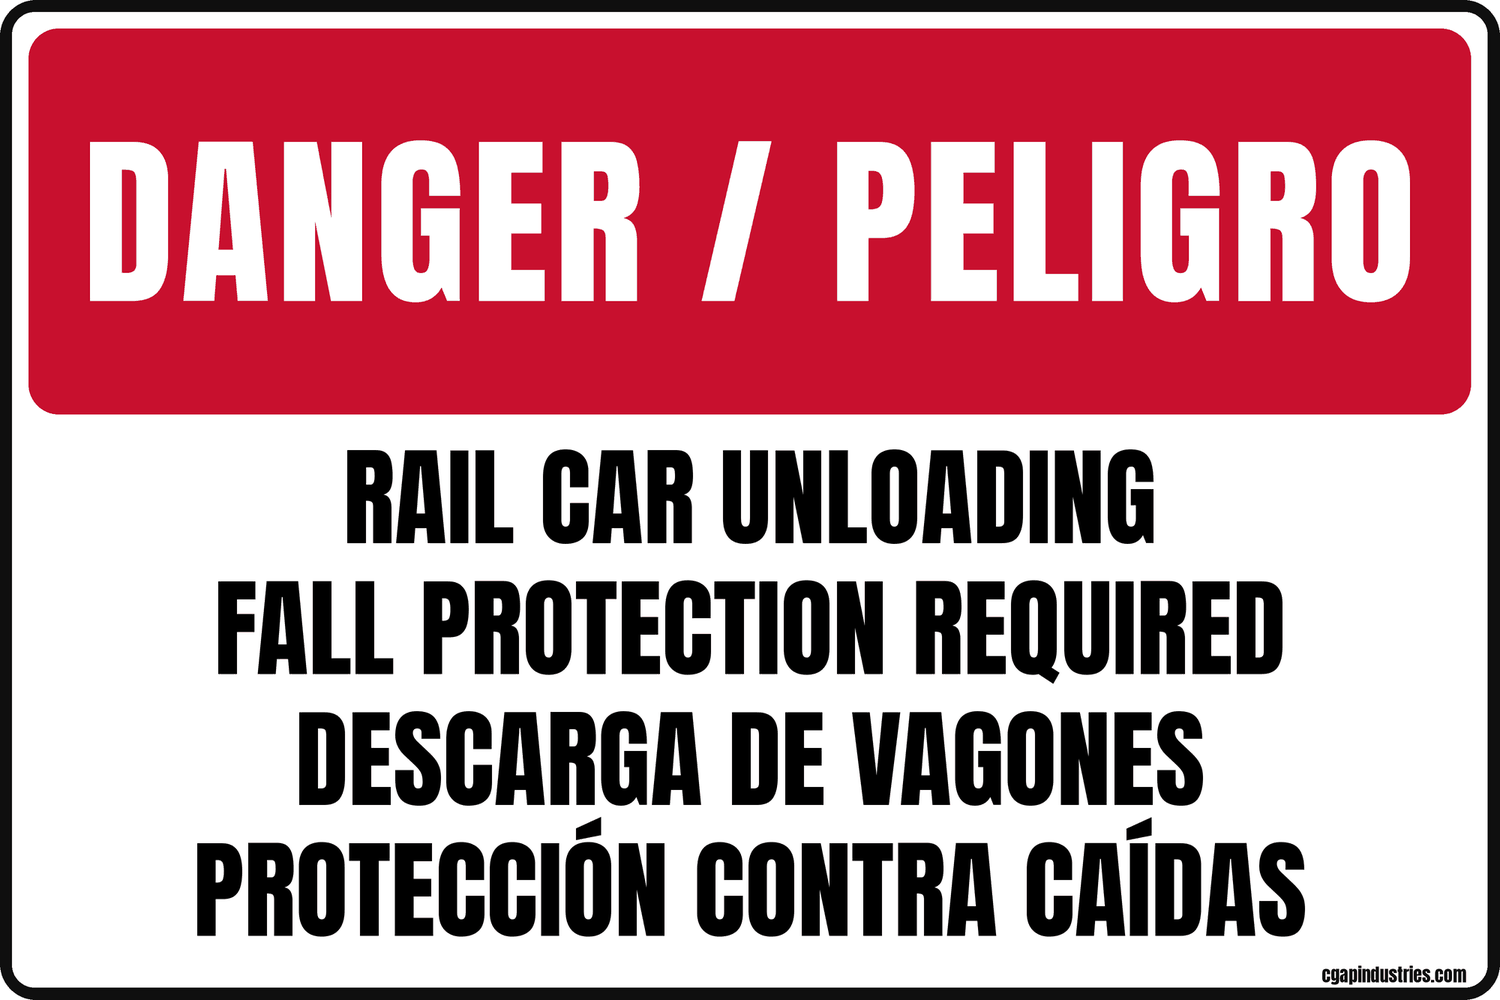 DANGER / PELIGRO
RAIL CAR UNLOADING
FALL PROTECTION REQUIRED
DESCARGA DE VAGONES
PROTECCIÓN CONTRA CAÍDAS
cgapindustries.com